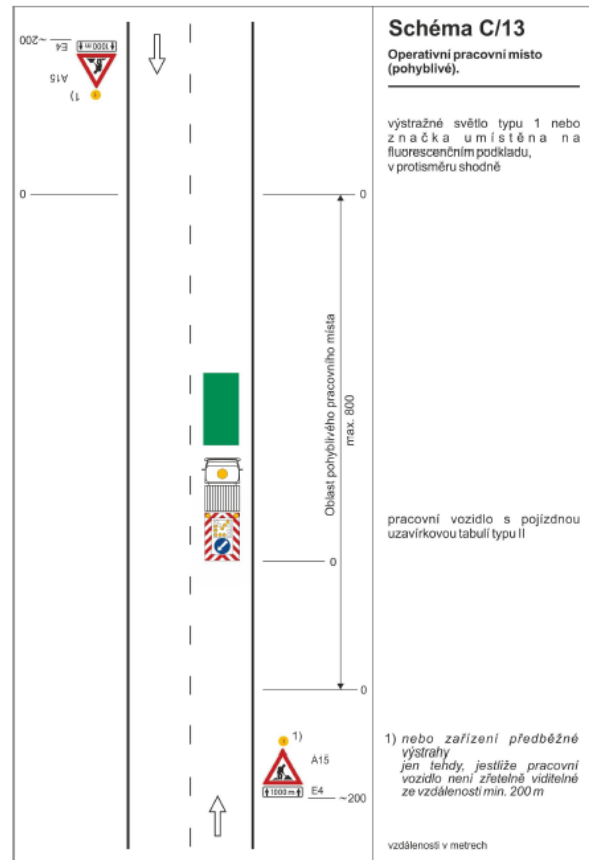 Schéma C/13
Operativní pracovní místo
(pohyblivé).
výstražné světlo typu 1 nebo
značka umístěna na
fluorescenčním podkladu,
v protisměru shodně
200~
E4
1000 m
A15
1)
0
0
Oblast pohyblivého pracovního místa
max. 800
pracovní vozidlo s pojízdnou
uzavírkovou tabulí typu II
0
0
1)
A15
1000 m
E4
~200
1) nebo zařízení předběžné
výstrahy
jen tehdy, jestliže pracovní
vozidlo není zřetelně viditelné
ze vzdálenosti min. 200 m
vzdálenosti v metrech